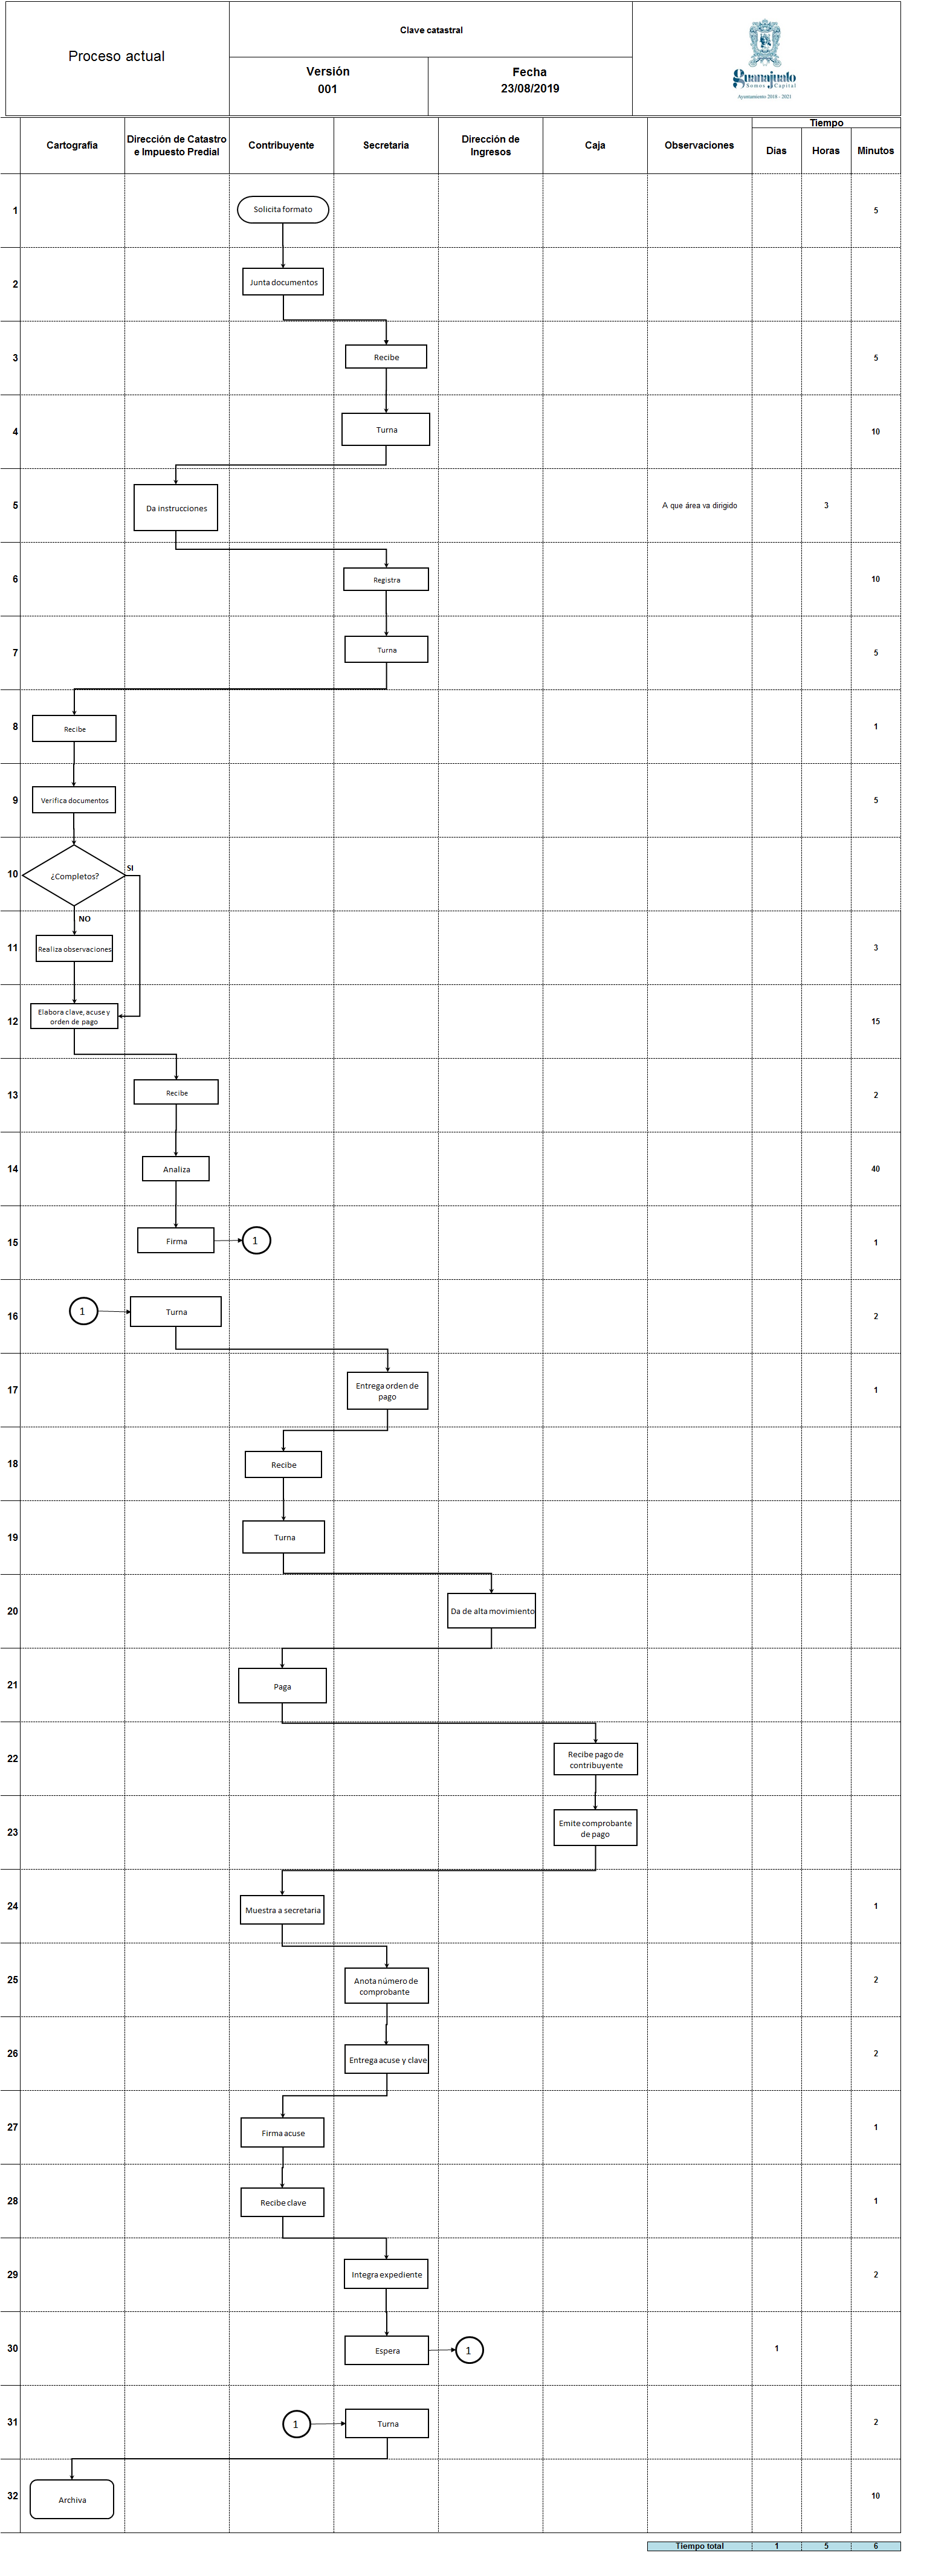 Proceso actual
Clave catastral
Versión
001
Fecha
23/08/2019
Guanajuato
Somos Capital
Ayuntamiento 2018 - 2021
Tiempo
Cartografía
Dirección de Catastro
e Impuesto Predial
Contribuyente
Secretaria
Dirección de
Ingresos
Caja
Observaciones
Dias
Horas
Minutos
1
Solicita formato
5
2
Junta documentos
3
Recibe
5
4
Turna
10
5
Da instrucciones
A que área va dirigido
3
6
Registra
10
7
Turna
5
8
Recibe
1
9
Verifica documentos
5
10
¿Completos?
SI
NO
11
Realiza observaciones
3
12
Elabora clave, acuse y
orden de pago
15
13
Recibe
2
14
Analiza
40
15
Firma
1
1
16
1
Turna
2
17
Entrega orden de
pago
1
18
Recibe
19
Turna
20
Da de alta movimiento
21
Paga
22
Recibe pago de
contribuyente
23
Emite comprobante
de pago
24
Muestra a secretaria
1
25
Anota número de
comprobante
2
26
Entrega acuse y clave
2
27
Firma acuse
1
28
Recibe clave
1
29
Integra expediente
2
30
Espera
1
1
31
1
Turna
2
32
Archiva
10
Tiempo total
1
5
6